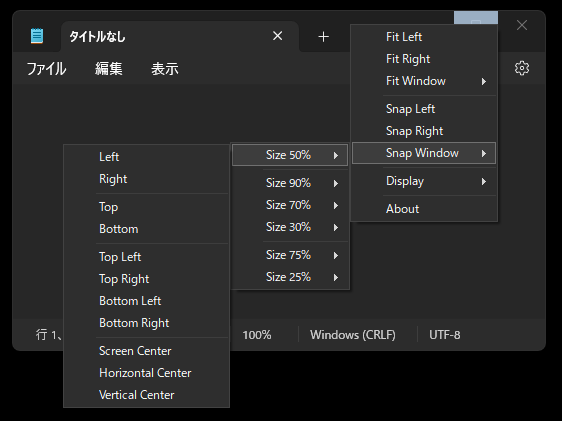 タイトルなし
ファイル 編集 表示
Fit Left
Fit Right
Fit Window
Snap Left
Snap Right
Snap Window
Display
About
Size 50%
Size 90%
Size 70%
Size 30%
Size 75%
Size 25%
Left
Right
Top
Bottom
Top Left
Top Right
Bottom Left
Bottom Right
Screen Center
Horizontal Center
Vertical Center
行 1、 100% Windows (CRLF) UTF-8